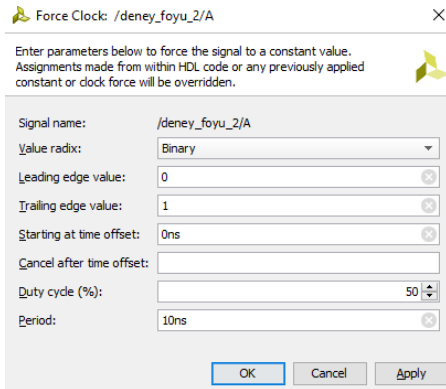 Force Clock: /deney_foyu_2/A
Enter parameters below to force the signal to a constant value.
Assignments made from within HDL code or any previously applied
constant or clock force will be overridden.
Signal name: /deney_foyu_2/A
Value radix: Binary
Leading edge value: 0
Trailing edge value: 1
Starting at time offset: 0ns
Cancel after time offset:
Duty cycle (%): 50
Period: 10ns
OK Cancel Apply